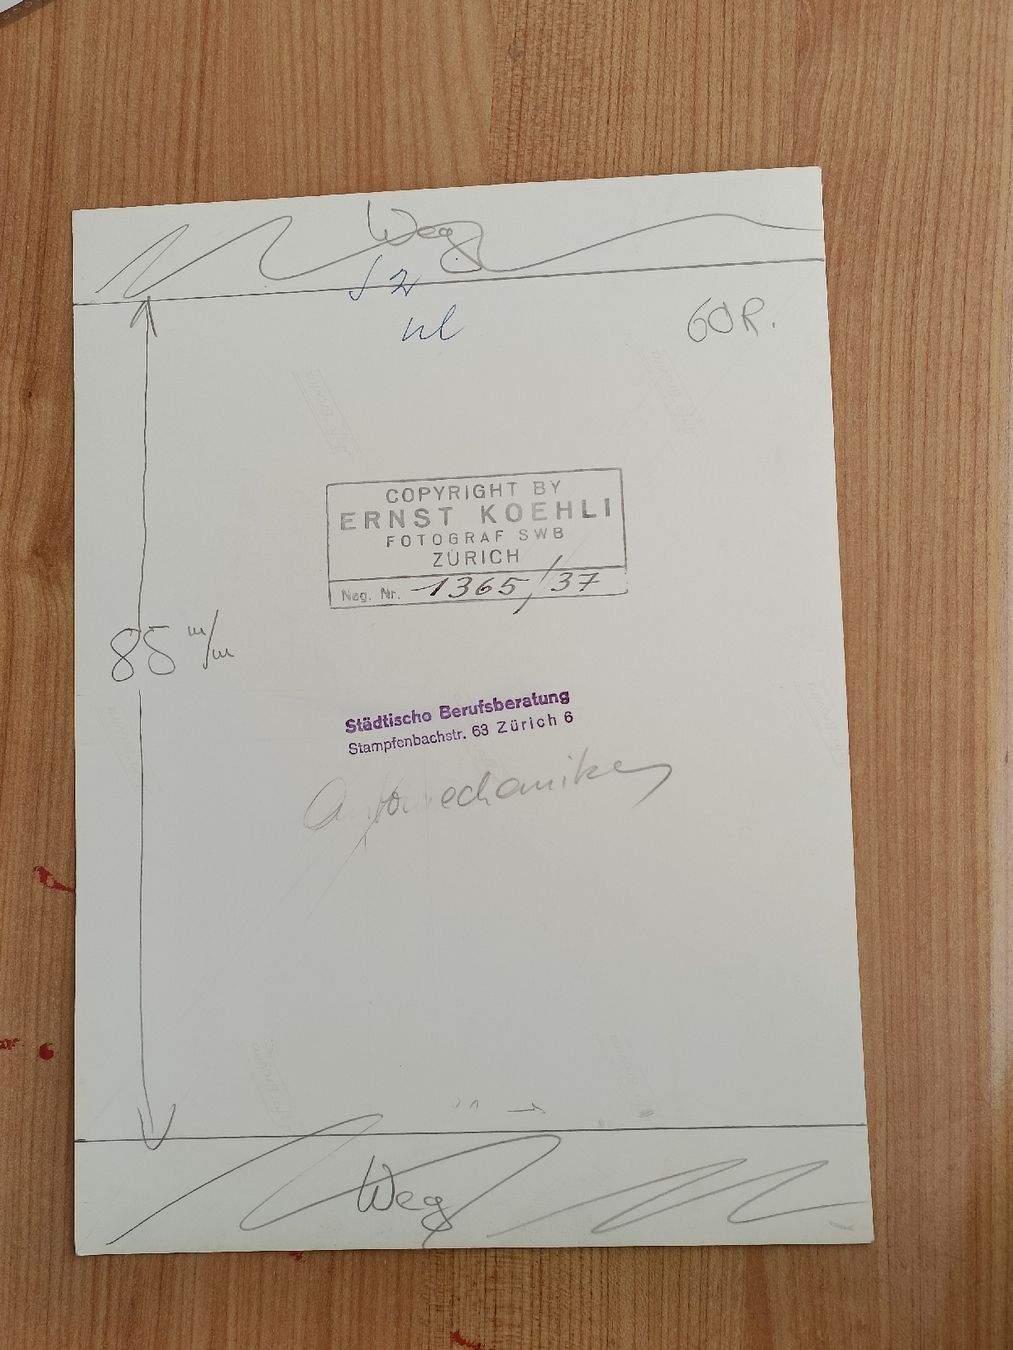 Weg
60 R.
COPYRIGHT BY
ERNST KOEHLI
FOTOGRAF SWB
ZÜRICH
Neg. Nr. 1365/37
85 m/m
Städtische Berufsberatung
Stampfenbachstr. 63 Zürich 6
Automechaniker
Weg